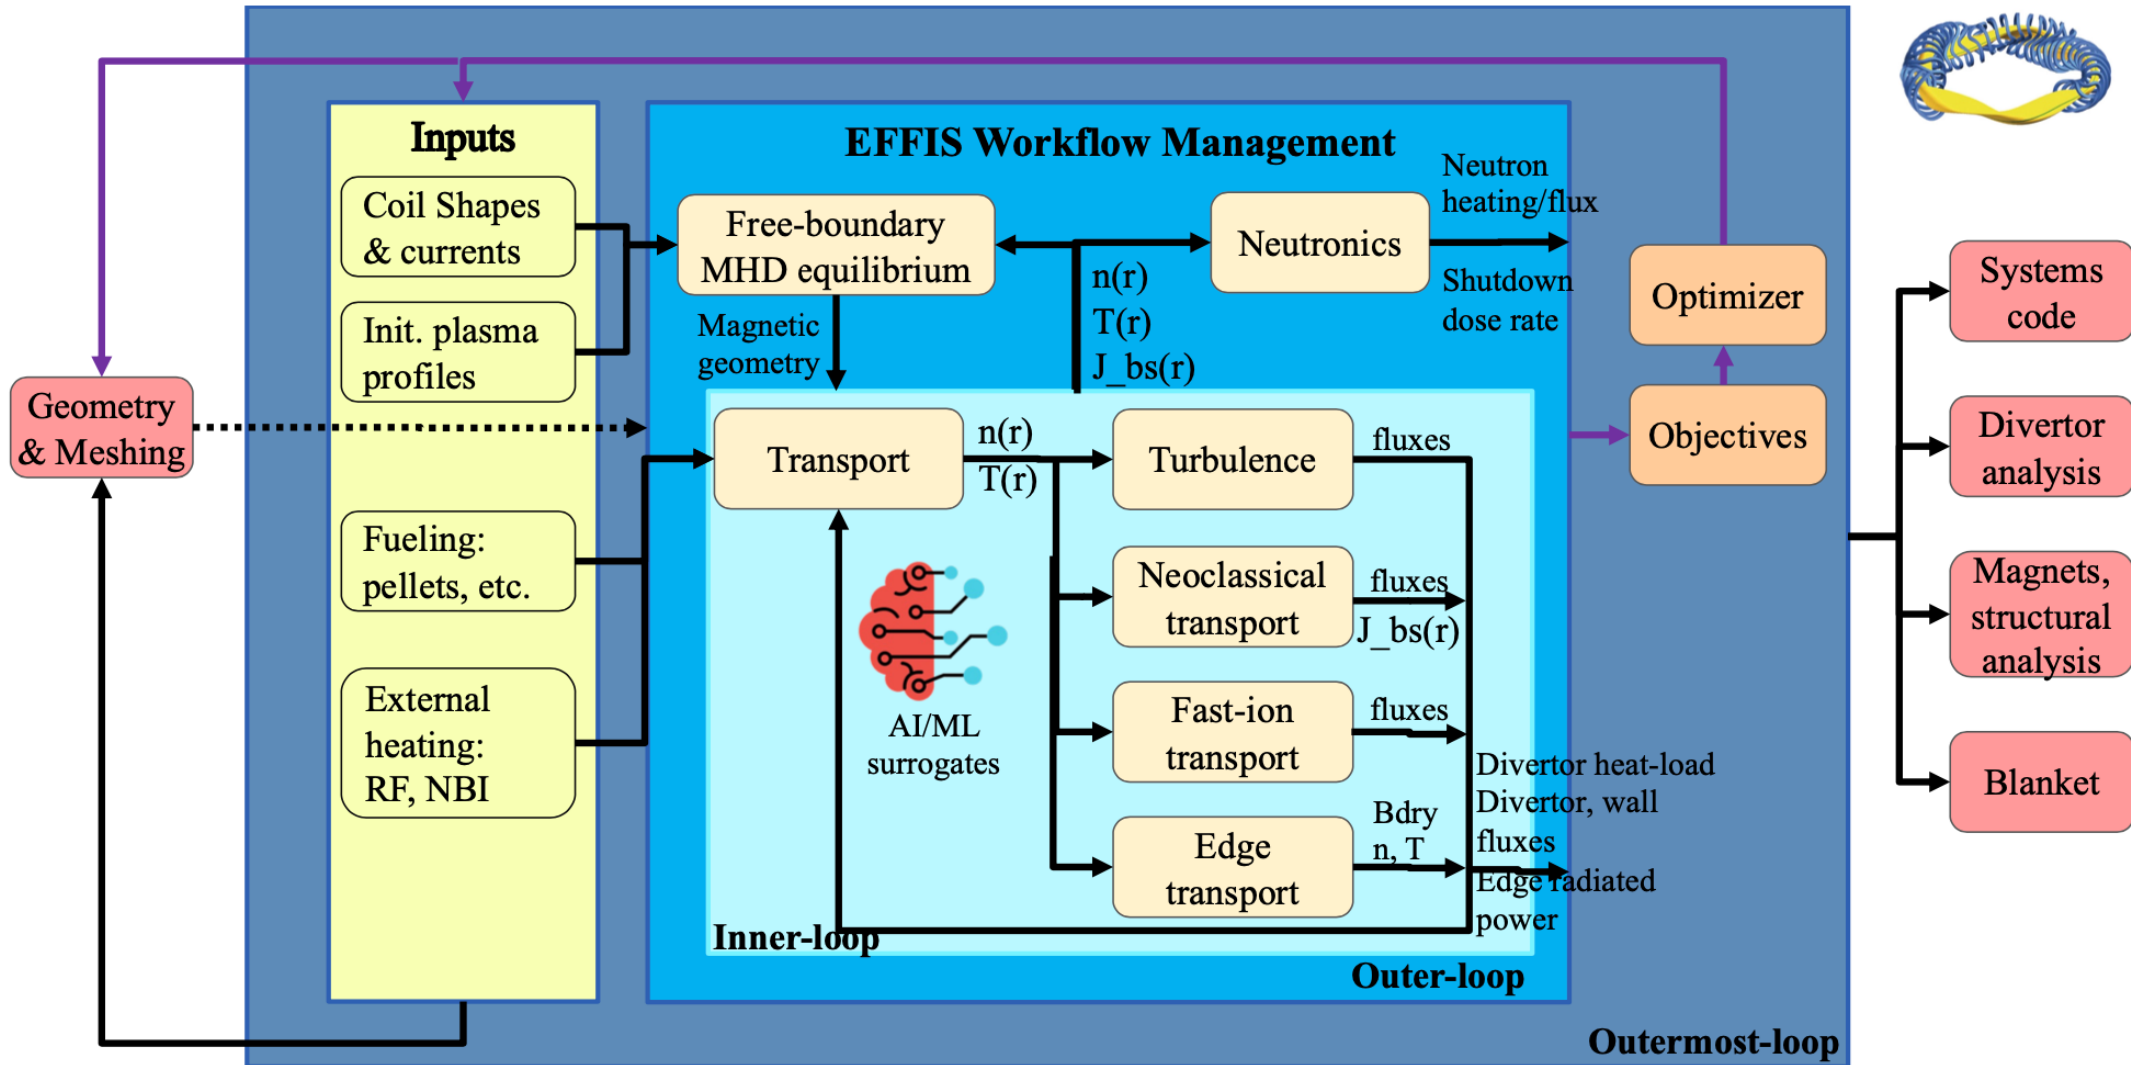 Inputs
Coil Shapes
& currents
Init. plasma
profiles
Fueling:
pellets, etc.
External
heating:
RF, NBI
Geometry
& Meshing
EFFIS Workflow Management
Free-boundary
MHD equilibrium
Neutronics
Neutron
heating/flux
Shutdown
dose rate
Magnetic
geometry
n(r)
T(r)
J_bs(r)
Transport
n(r)
T(r)
Turbulence
fluxes
Neoclassical
transport
fluxes
J_bs(r)
Fast-ion
transport
fluxes
Edge
transport
Bdry
n, T
AI/ML
surrogates
Divertor heat-load
Divertor, wall
fluxes
Edge radiated
power
Inner-loop
Outer-loop
Outermost-loop
Optimizer
Objectives
Systems
code
Divertor
analysis
Magnets,
structural
analysis
Blanket